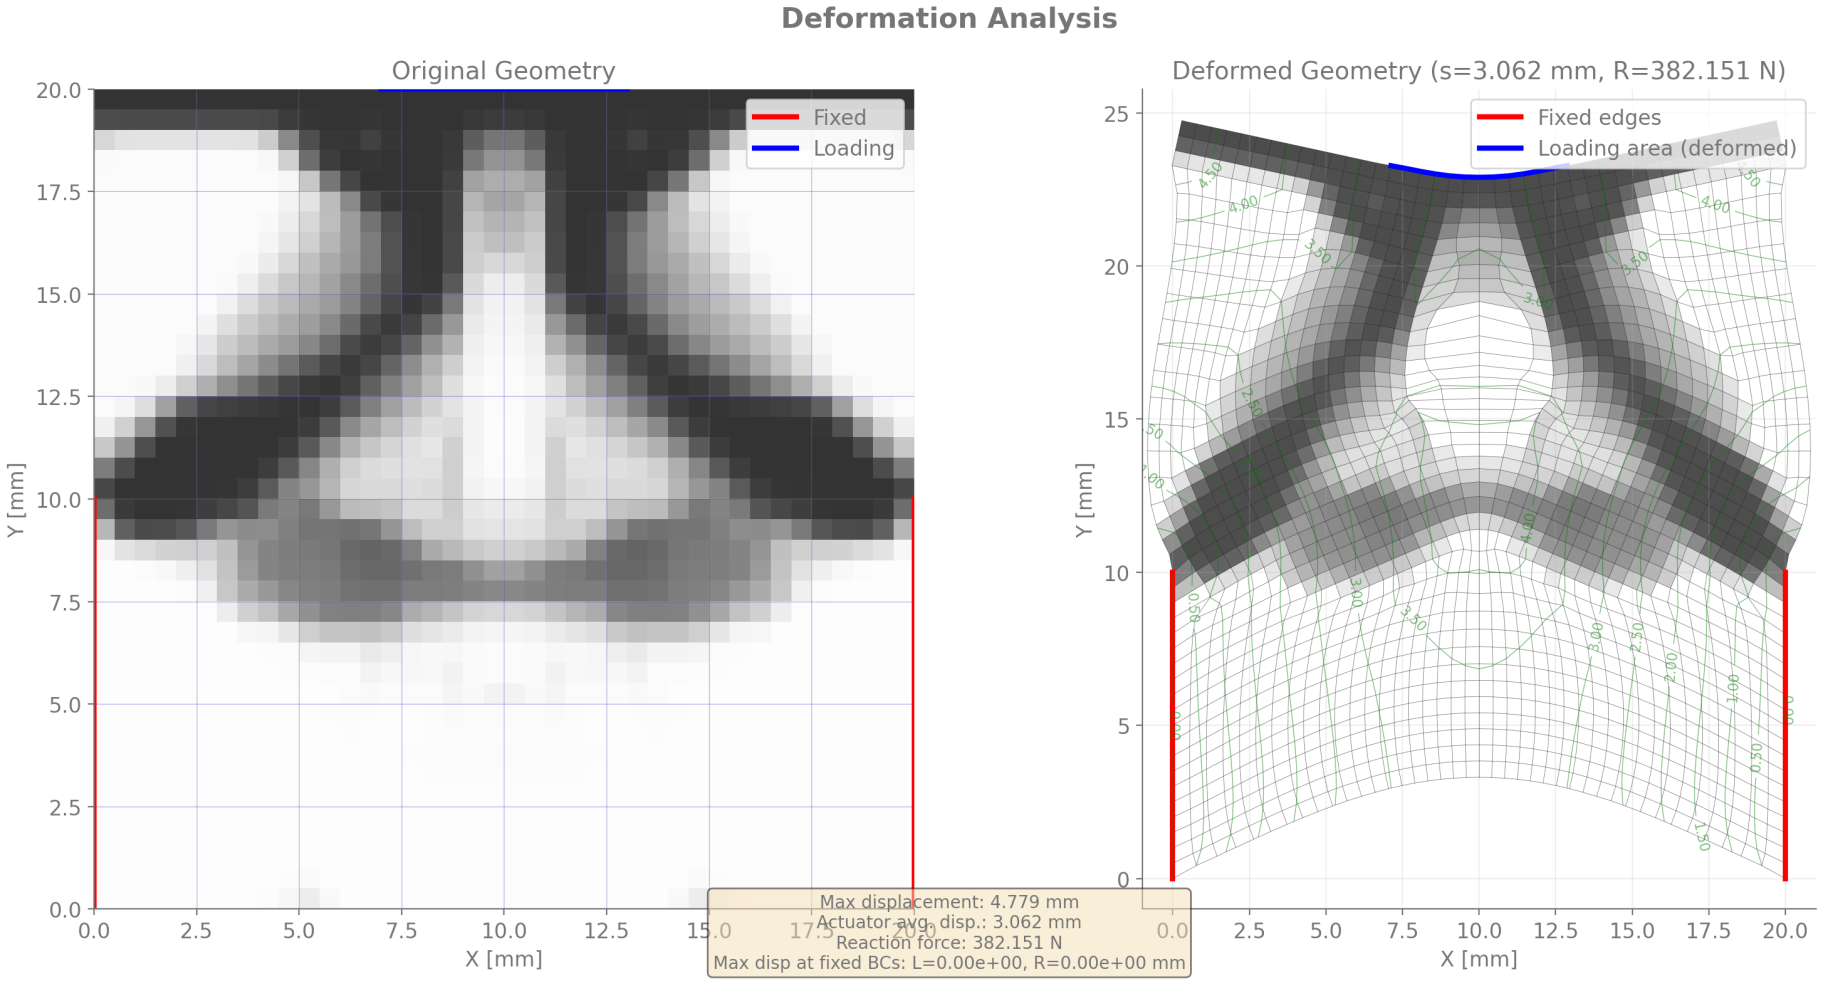 Deformation Analysis
Original Geometry
20.0
17.5
15.0
12.5
10.0
7.5
5.0
2.5
0.0
Y [mm]
Fixed
Loading
0.0 2.5 5.0 7.5 10.0 12.5 15.0 17.5 20.0
X [mm]
Deformed Geometry (s=3.062 mm, R=382.151 N)
25
20
15
10
5
0
Y [mm]
Fixed edges
Loading area (deformed)
4.50
4.00
4.00
3.50
3.50
3.00
2.50
4.00
0.50
3.00
3.50
3.00
2.50
2.00
1.00
0.50
1.50
0.0 2.5 5.0 7.5 10.0 12.5 15.0 17.5 20.0
X [mm]
Max displacement: 4.779 mm
Actuator avg. disp.: 3.062 mm
Reaction force: 382.151 N
Max disp at fixed BCs: L=0.00e+00, R=0.00e+00 mm